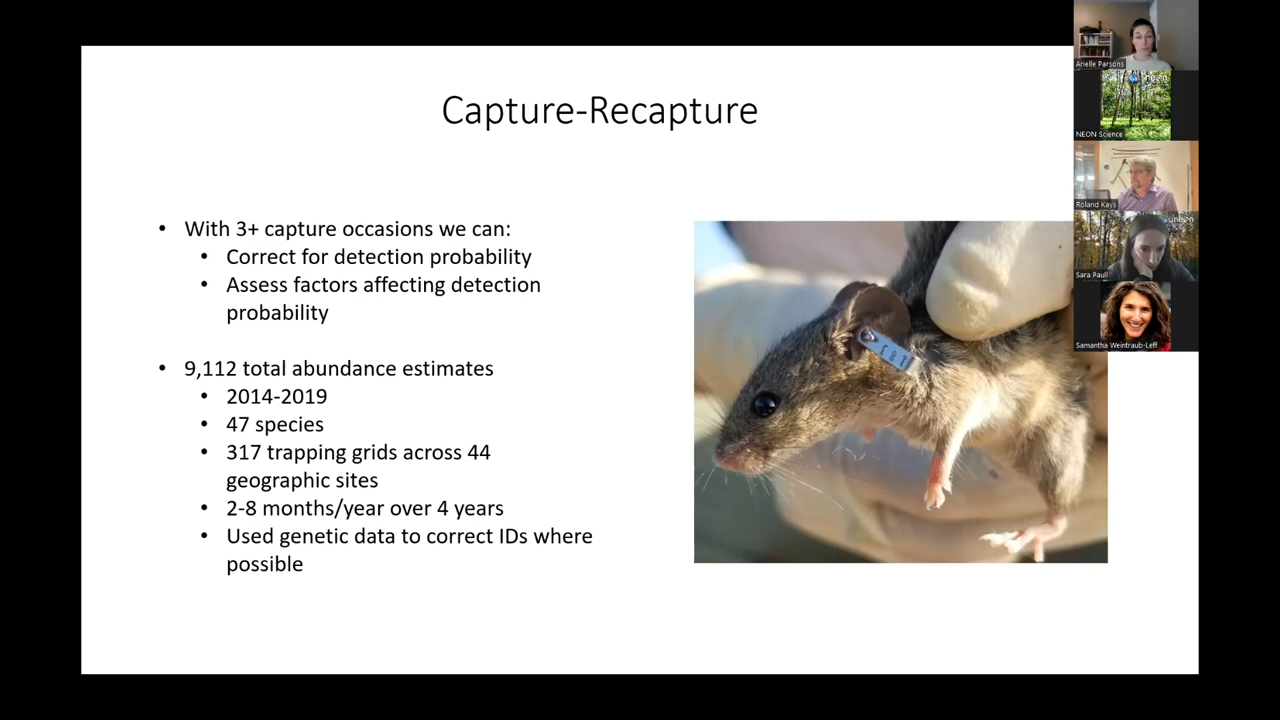 Capture-Recapture
• With 3+ capture occasions we can:
• Correct for detection probability
• Assess factors affecting detection
probability
• 9,112 total abundance estimates
• 2014-2019
• 47 species
• 317 trapping grids across 44
geographic sites
• 2-8 months/year over 4 years
• Used genetic data to correct IDs where
possible
Arielle Parsons
neon
NEON Science
Roland Kays
neon
Sara Paull
Samantha Weintraub-Leff